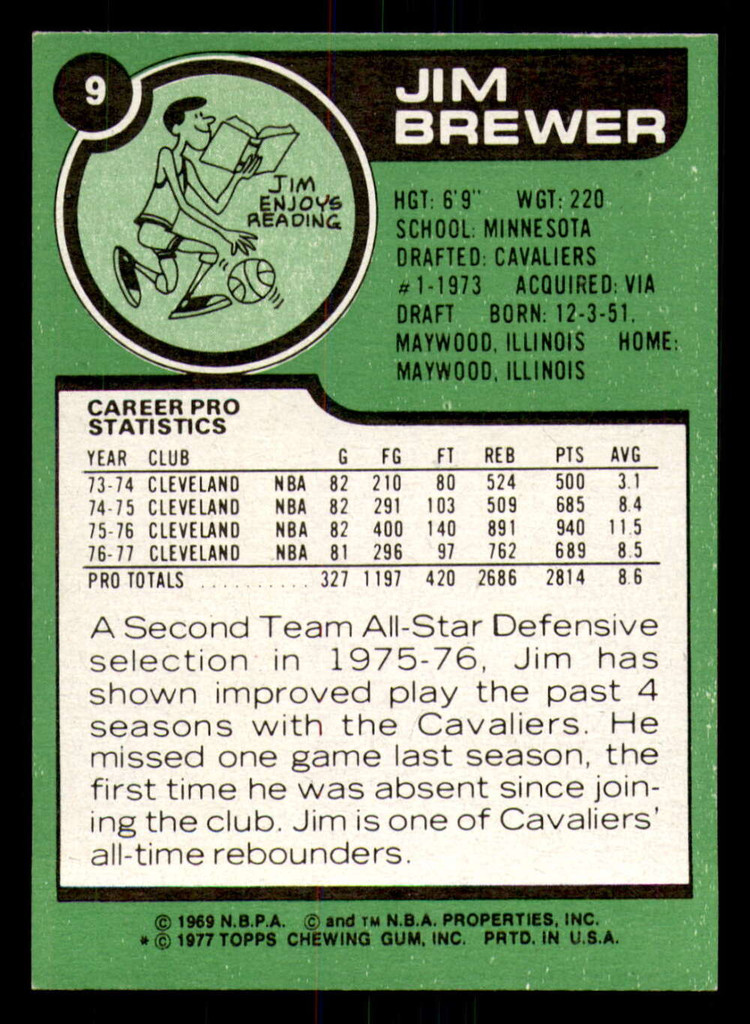 9
JIM
BREWER
JIM
ENJOYS
READING
HGT: 6'9" WGT: 220
SCHOOL: MINNESOTA
DRAFTED: CAVALIERS
#1-1973 ACQUIRED: VIA
DRAFT BORN: 12-3-51.
MAYWOOD, ILLINOIS HOME:
MAYWOOD, ILLINOIS
CAREER PRO
STATISTICS
YEAR CLUB G FG FT REB PTS AVG
73-74 CLEVELAND NBA 82 210 80 524 500 3.1
74-75 CLEVELAND NBA 82 291 103 509 685 8.4
75-76 CLEVELAND NBA 82 400 140 891 940 11.5
76-77 CLEVELAND NBA 81 296 97 762 689 8.5
PRO TOTALS .......... 327 1197 420 2686 2814 8.6
A Second Team All-Star Defensive
selection in 1975-76, Jim has
shown improved play the past 4
seasons with the Cavaliers. He
missed one game last season, the
first time he was absent since join-
ing the club. Jim is one of Cavaliers'
all-time rebounders.
© 1969 N.B.P.A. © and TM N.B.A. PROPERTIES, INC.
* © 1977 TOPPS CHEWING GUM, INC. PRTD. IN U.S.A.